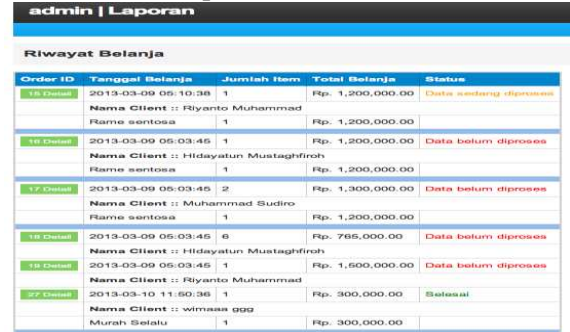 admin | Laporan
Riwayat Belanja
Order ID Tanggal Belanja Jumlah Item Total Belanja Status
15 Detail 2013-03-09 05:10:38 1 Rp. 1,200,000.00 Data sedang diproses
Nama Client :: Riyanto Muhammad
Rame sentosa 1 Rp. 1,200,000.00
16 Detail 2013-03-09 05:03:45 1 Rp. 1,200,000.00 Data belum diproses
Nama Client :: Hidayatun Mustaghfiroh
Rame sentosa 1 Rp. 1,200,000.00
17 Detail 2013-03-09 05:03:45 2 Rp. 1,300,000.00 Data belum diproses
Nama Client :: Muhammad Sudiro
Rame sentosa 1 Rp. 1,200,000.00
18 Detail 2013-03-09 05:03:45 6 Rp. 765,000.00 Data belum diproses
Nama Client :: Hidayatun Mustaghfiroh
19 Detail 2013-03-09 05:03:45 1 Rp. 1,500,000.00 Data belum diproses
Nama Client :: Riyanto Muhammad
27 Detail 2013-03-10 11:50:36 1 Rp. 300,000.00 Selesai
Nama Client :: wimaaa ggg
Murah Selalu 1 Rp. 300,000.00